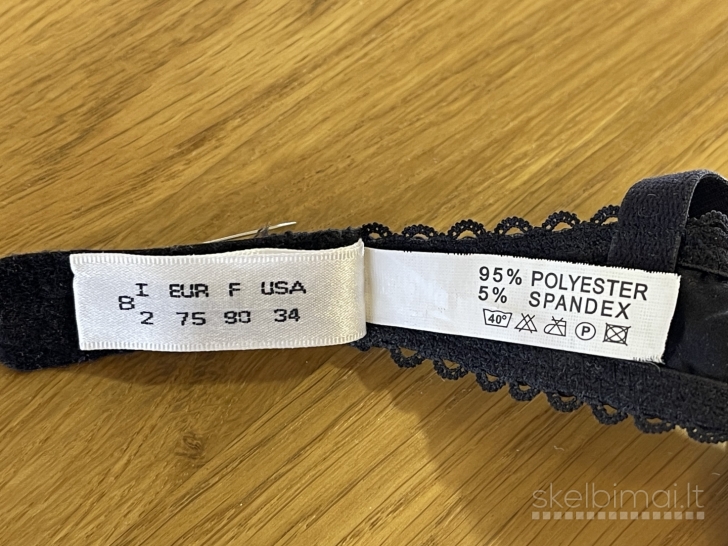 I EUR F USA
B
2 75 90 34
95% POLYESTER
5% SPANDEX
40°
P
skelbimai.lt